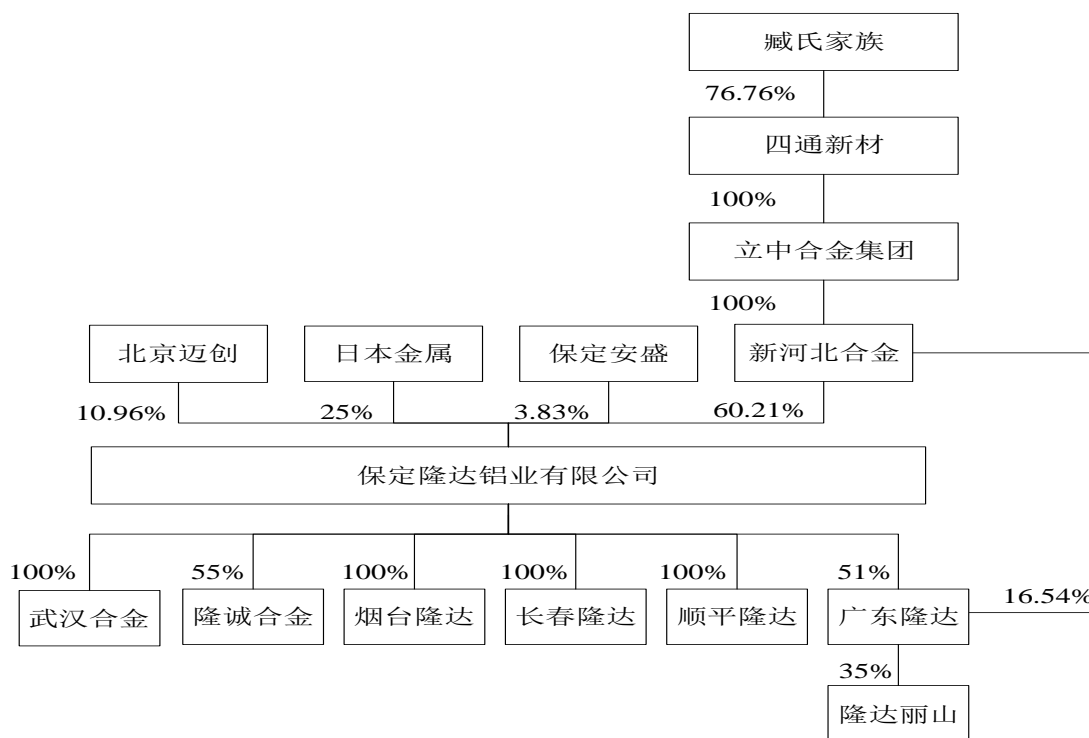 臧氏家族
76.76%
四通新材
100%
立中合金集团
100%
北京迈创
日本金属
保定安盛
新河北合金
10.96%
25%
3.83%
60.21%
保定隆达铝业有限公司
100%
55%
100%
100%
100%
51%
16.54%
武汉合金
隆诚合金
烟台隆达
长春隆达
顺平隆达
广东隆达
35%
隆达丽山